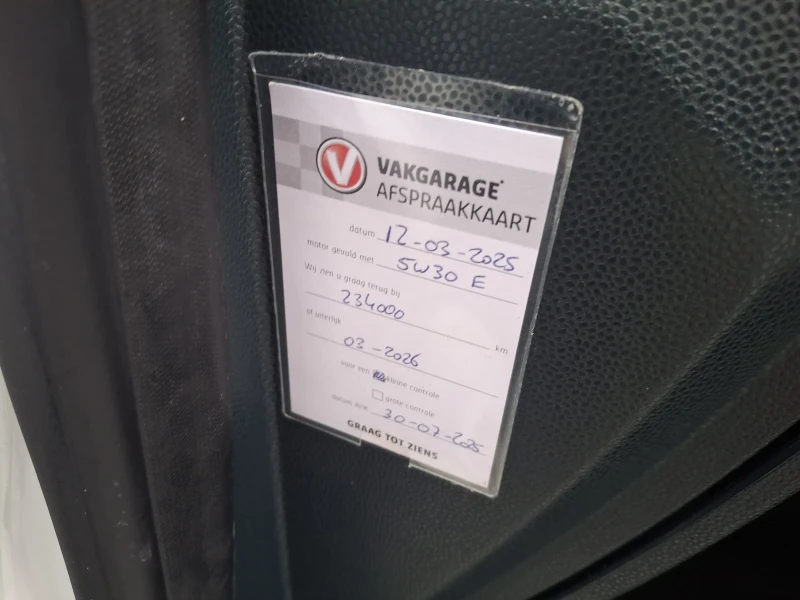 V
VAKGARAGE
AFSPRAAKKAART
datum 12-03-2025
motor gevuld met 5W30 E
Wij zien u graag terug bij
234000 km
of uiterlijk
03-2026
voor een kleine controle
grote controle
datum APK 30-07-2025
GRAAG TOT ZIENS